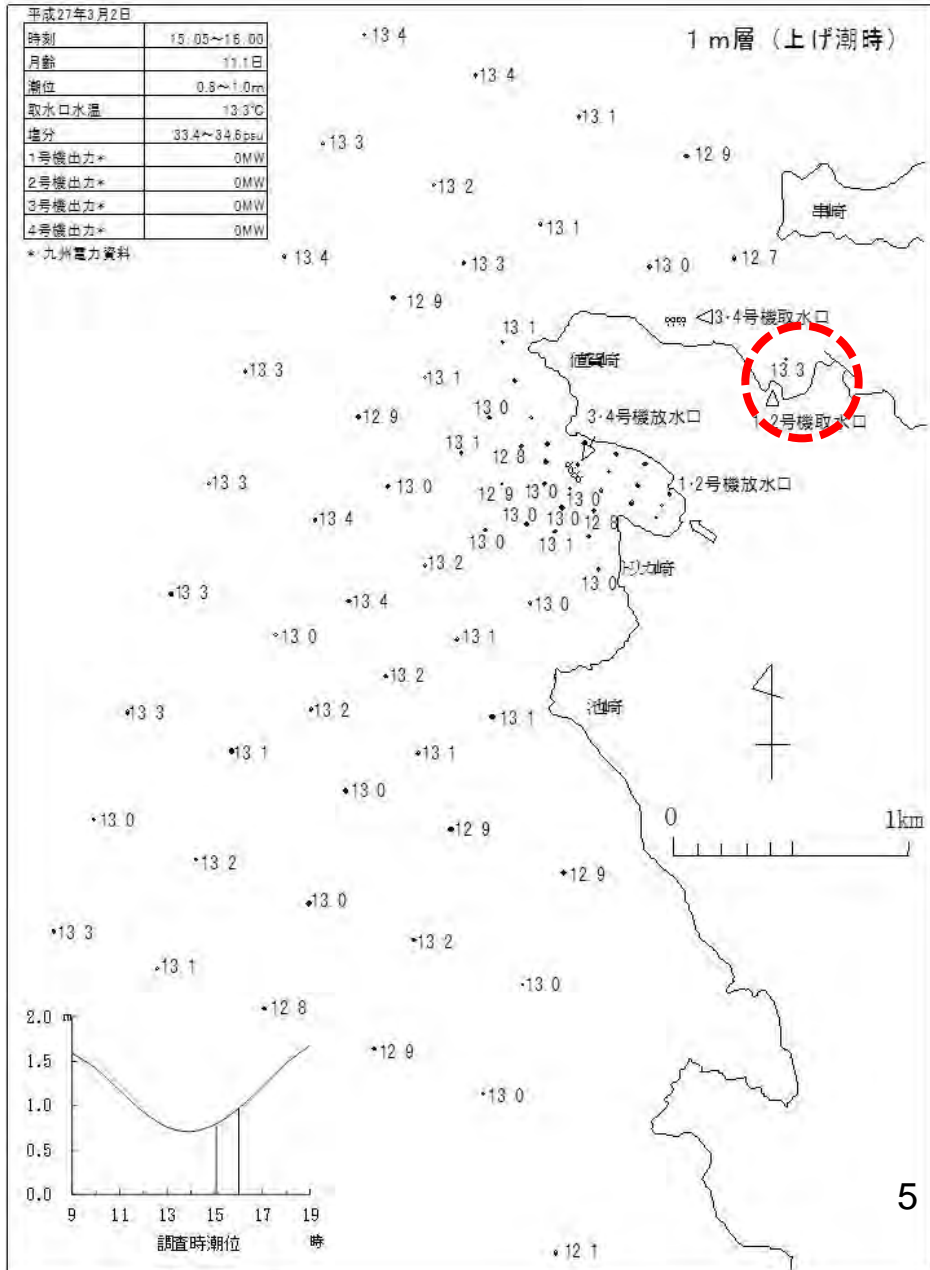 平成27年3月2日
時刻 15:05～16:00
月齢 11.1日
潮位 0.8～1.0m
取水口水温 13.3℃
塩分 33.4～34.6psu
1号機出力* 0MW
2号機出力* 0MW
3号機出力* 0MW
4号機出力* 0MW
* 九州電力資料
1m層（上げ潮時）
13.4
13.4
13.1
13.3
12.9
13.2
串崎
13.1
13.4
13.3
13.0
12.7
12.9
3・4号機取水口
13.1
値賀崎
13.3
13.3
13.1
12.9
13.0
3・4号機放水口
1・2号機取水口
13.1
12.8
13.3
13.0
12.9
13.0
13.0
1・2号機放水口
13.4
13.0
13.0
12.8
13.0
13.1
13.2
トリカ崎
13.0
13.3
13.4
13.0
13.0
13.1
13.2
13.3
13.2
13.1
池崎
13.1
13.1
13.0
13.0
12.9
0 1km
13.2
12.9
13.0
13.3
13.2
13.1
13.0
12.8
12.9
13.0
12.1
2.0 m
1.5
1.0
0.5
0.0
9 11 13 15 17 19
調査時潮位 時
5